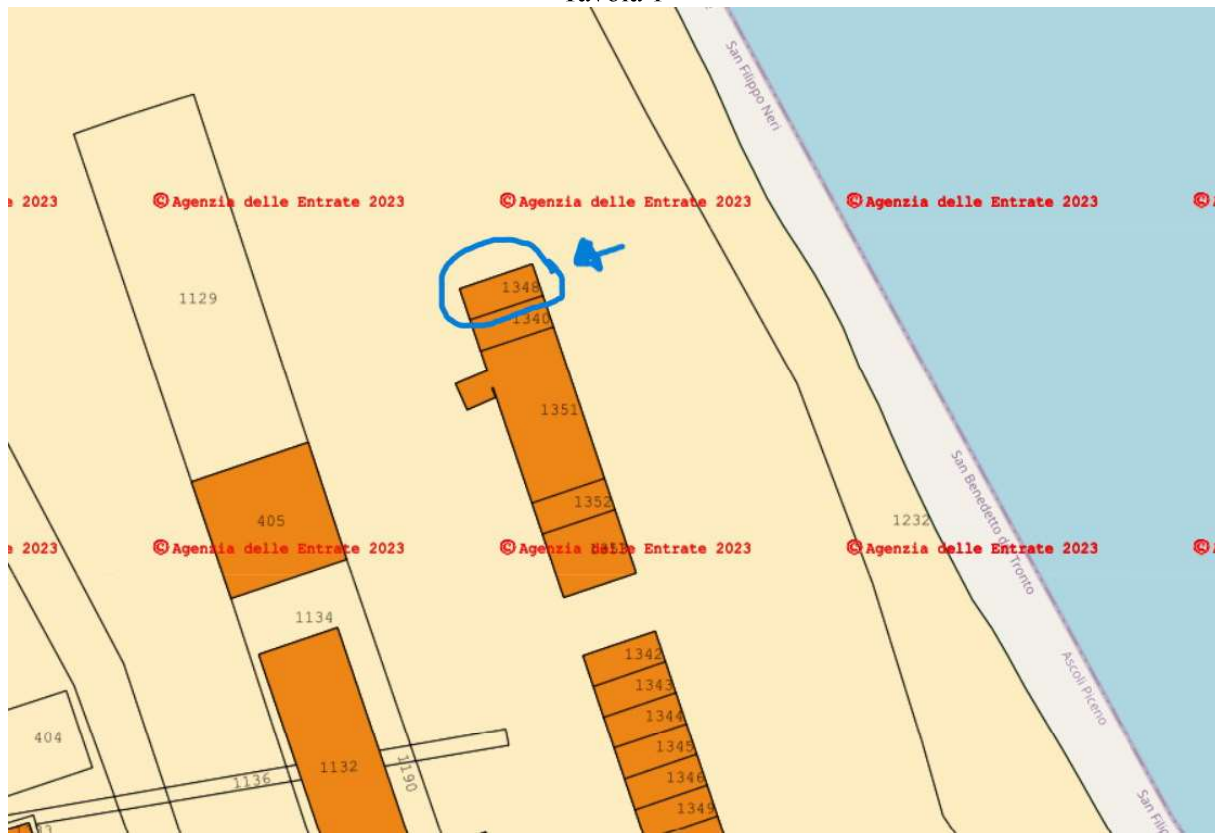 Tavola 1
San Filippo Neri
e 2023
© Agenzia delle Entrate 2023
© Agenzia delle Entrate 2023
© Agenzia delle Entrate 2023
©
1348
1129
1340
1351
San Benedetto del Tronto
1352
405
1232
e 2023
© Agenzia delle Entrate 2023
© Agenzia delle Entrate 2023
© Agenzia delle Entrate 2023
©
1134
1342
Ascoli Piceno
1343
1344
404
1345
1132
1136
1190
1346
1349
San Filip